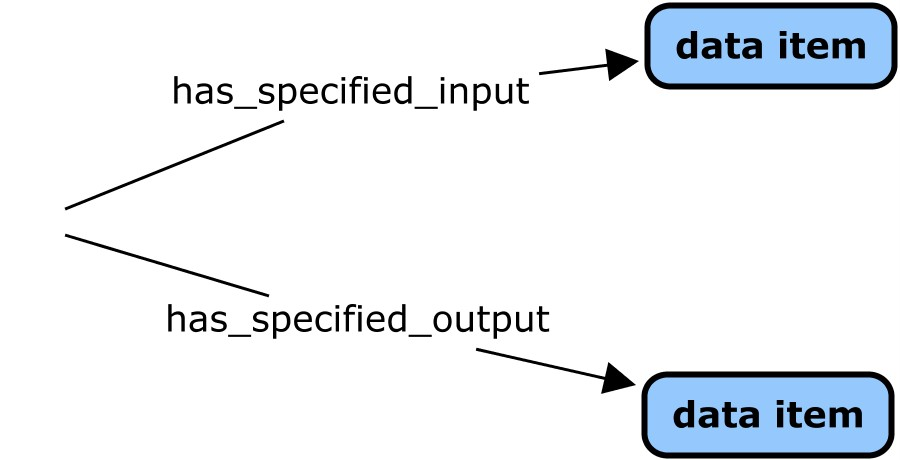 data item
has_specified_input
has_specified_output
data item